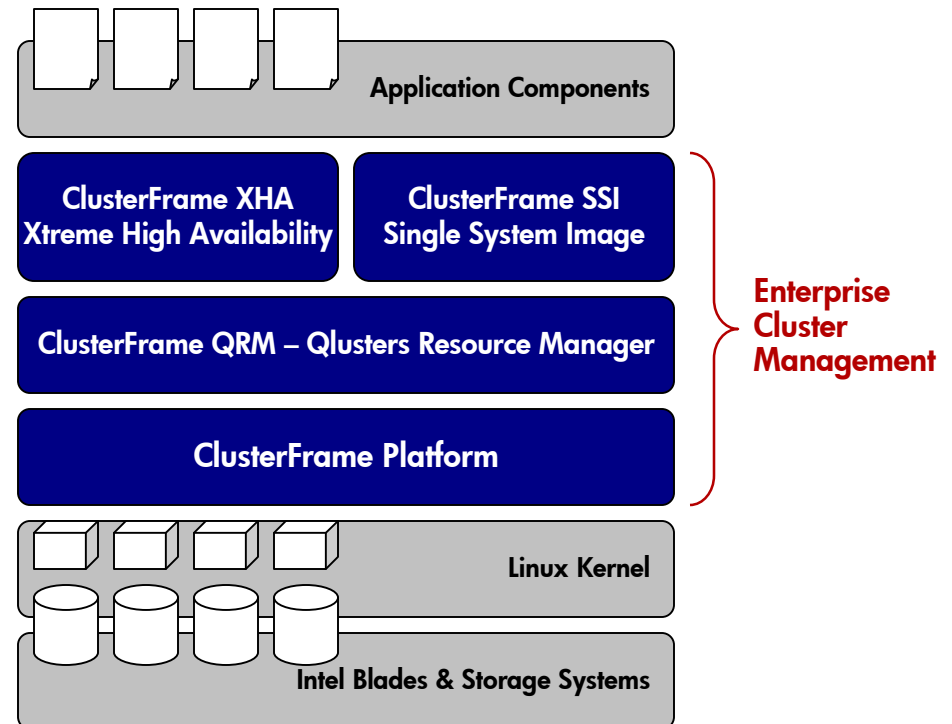 Application Components
ClusterFrame XHA
Xtreme High Availability
ClusterFrame SSI
Single System Image
ClusterFrame QRM – Qlusters Resource Manager
ClusterFrame Platform
Enterprise
Cluster
Management
Linux Kernel
Intel Blades & Storage Systems